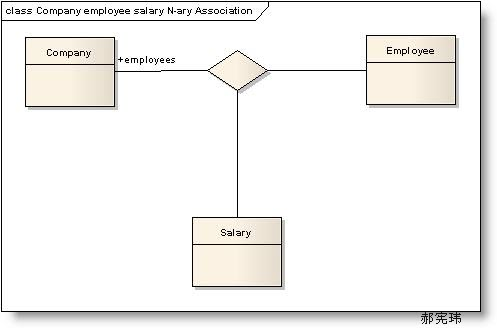 class Company employee salary N-ary Association
Company
+employees
Employee
Salary
郝宪玮